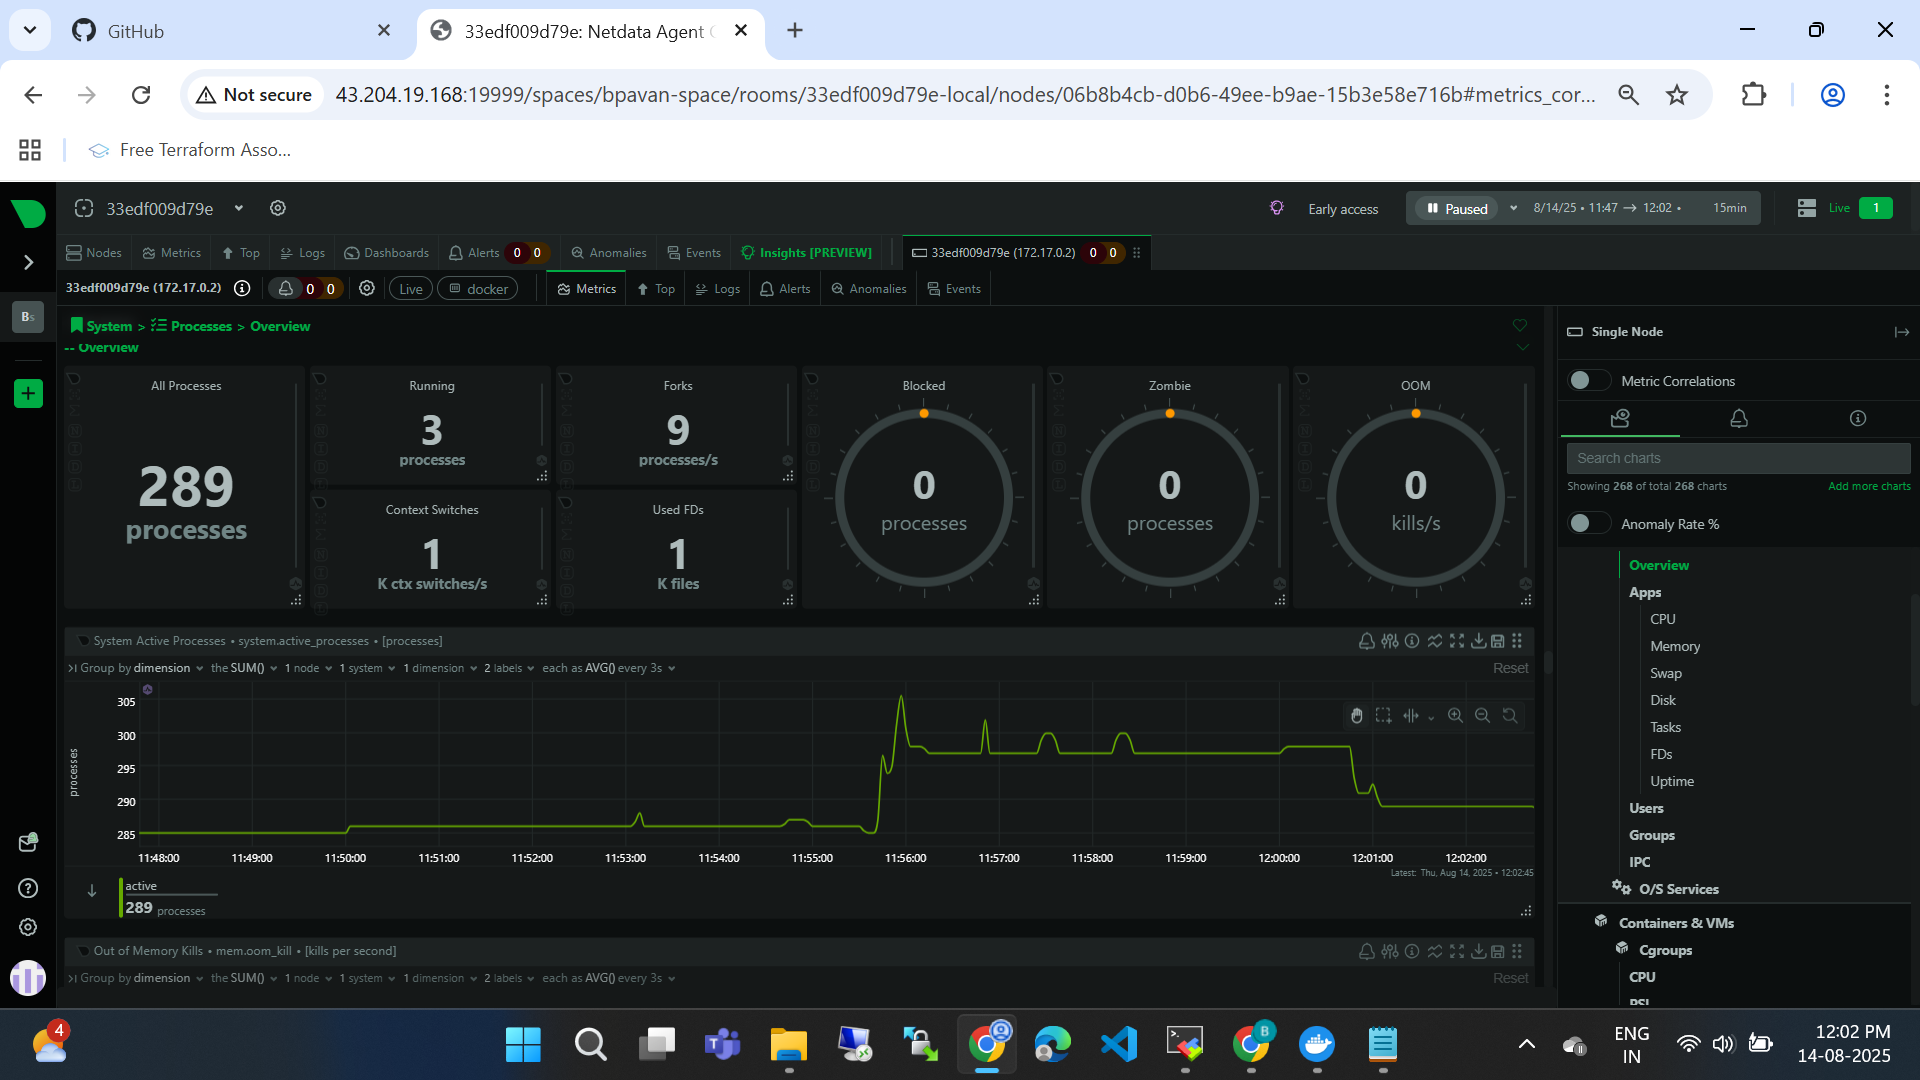 GitHub
33edf009d79e: Netdata Agent
Not secure
43.204.19.168:19999/spaces/bpavan-space/rooms/33edf009d79e-local/nodes/06b8b4cb-d0b6-49ee-b9ae-15b3e58e716b#metrics_cor...
Free Terraform Asso...
33edf009d79e
Early access
Paused
8/14/25 • 11:47 → 12:02 •
15min
Live
1
Nodes
Metrics
Top
Logs
Dashboards
Alerts
0
0
Anomalies
Events
Insights [PREVIEW]
33edf009d79e (172.17.0.2)
0
0
33edf009d79e (172.17.0.2)
0
0
Live
docker
Metrics
Top
Logs
Alerts
Anomalies
Events
Bs
System > Processes > Overview
-- Overview
All Processes
289
processes
Running
3
processes
Forks
9
processes/s
Context Switches
1
K ctx switches/s
Used FDs
1
K files
Blocked
0
processes
Zombie
0
processes
OOM
0
kills/s
System Active Processes • system.active_processes • [processes]
Group by dimension the SUM() 1 node 1 system 1 dimension 2 labels each as AVG() every 3s
Reset
processes
305
300
295
290
285
11:48:00
11:49:00
11:50:00
11:51:00
11:52:00
11:53:00
11:54:00
11:55:00
11:56:00
11:57:00
11:58:00
11:59:00
12:00:00
12:01:00
12:02:00
Latest: Thu, Aug 14, 2025 • 12:02:45
active
289 processes
Out of Memory Kills • mem.oom_kill • [kills per second]
Group by dimension the SUM() 1 node 1 system 1 dimension 2 labels each as AVG() every 3s
Reset
Single Node
Metric Correlations
Search charts
Showing 268 of total 268 charts
Add more charts
Anomaly Rate %
Overview
Apps
CPU
Memory
Swap
Disk
Tasks
FDs
Uptime
Users
Groups
IPC
O/S Services
Containers & VMs
Cgroups
CPU
PSI
4
B
ENG
IN
12:02 PM
14-08-2025